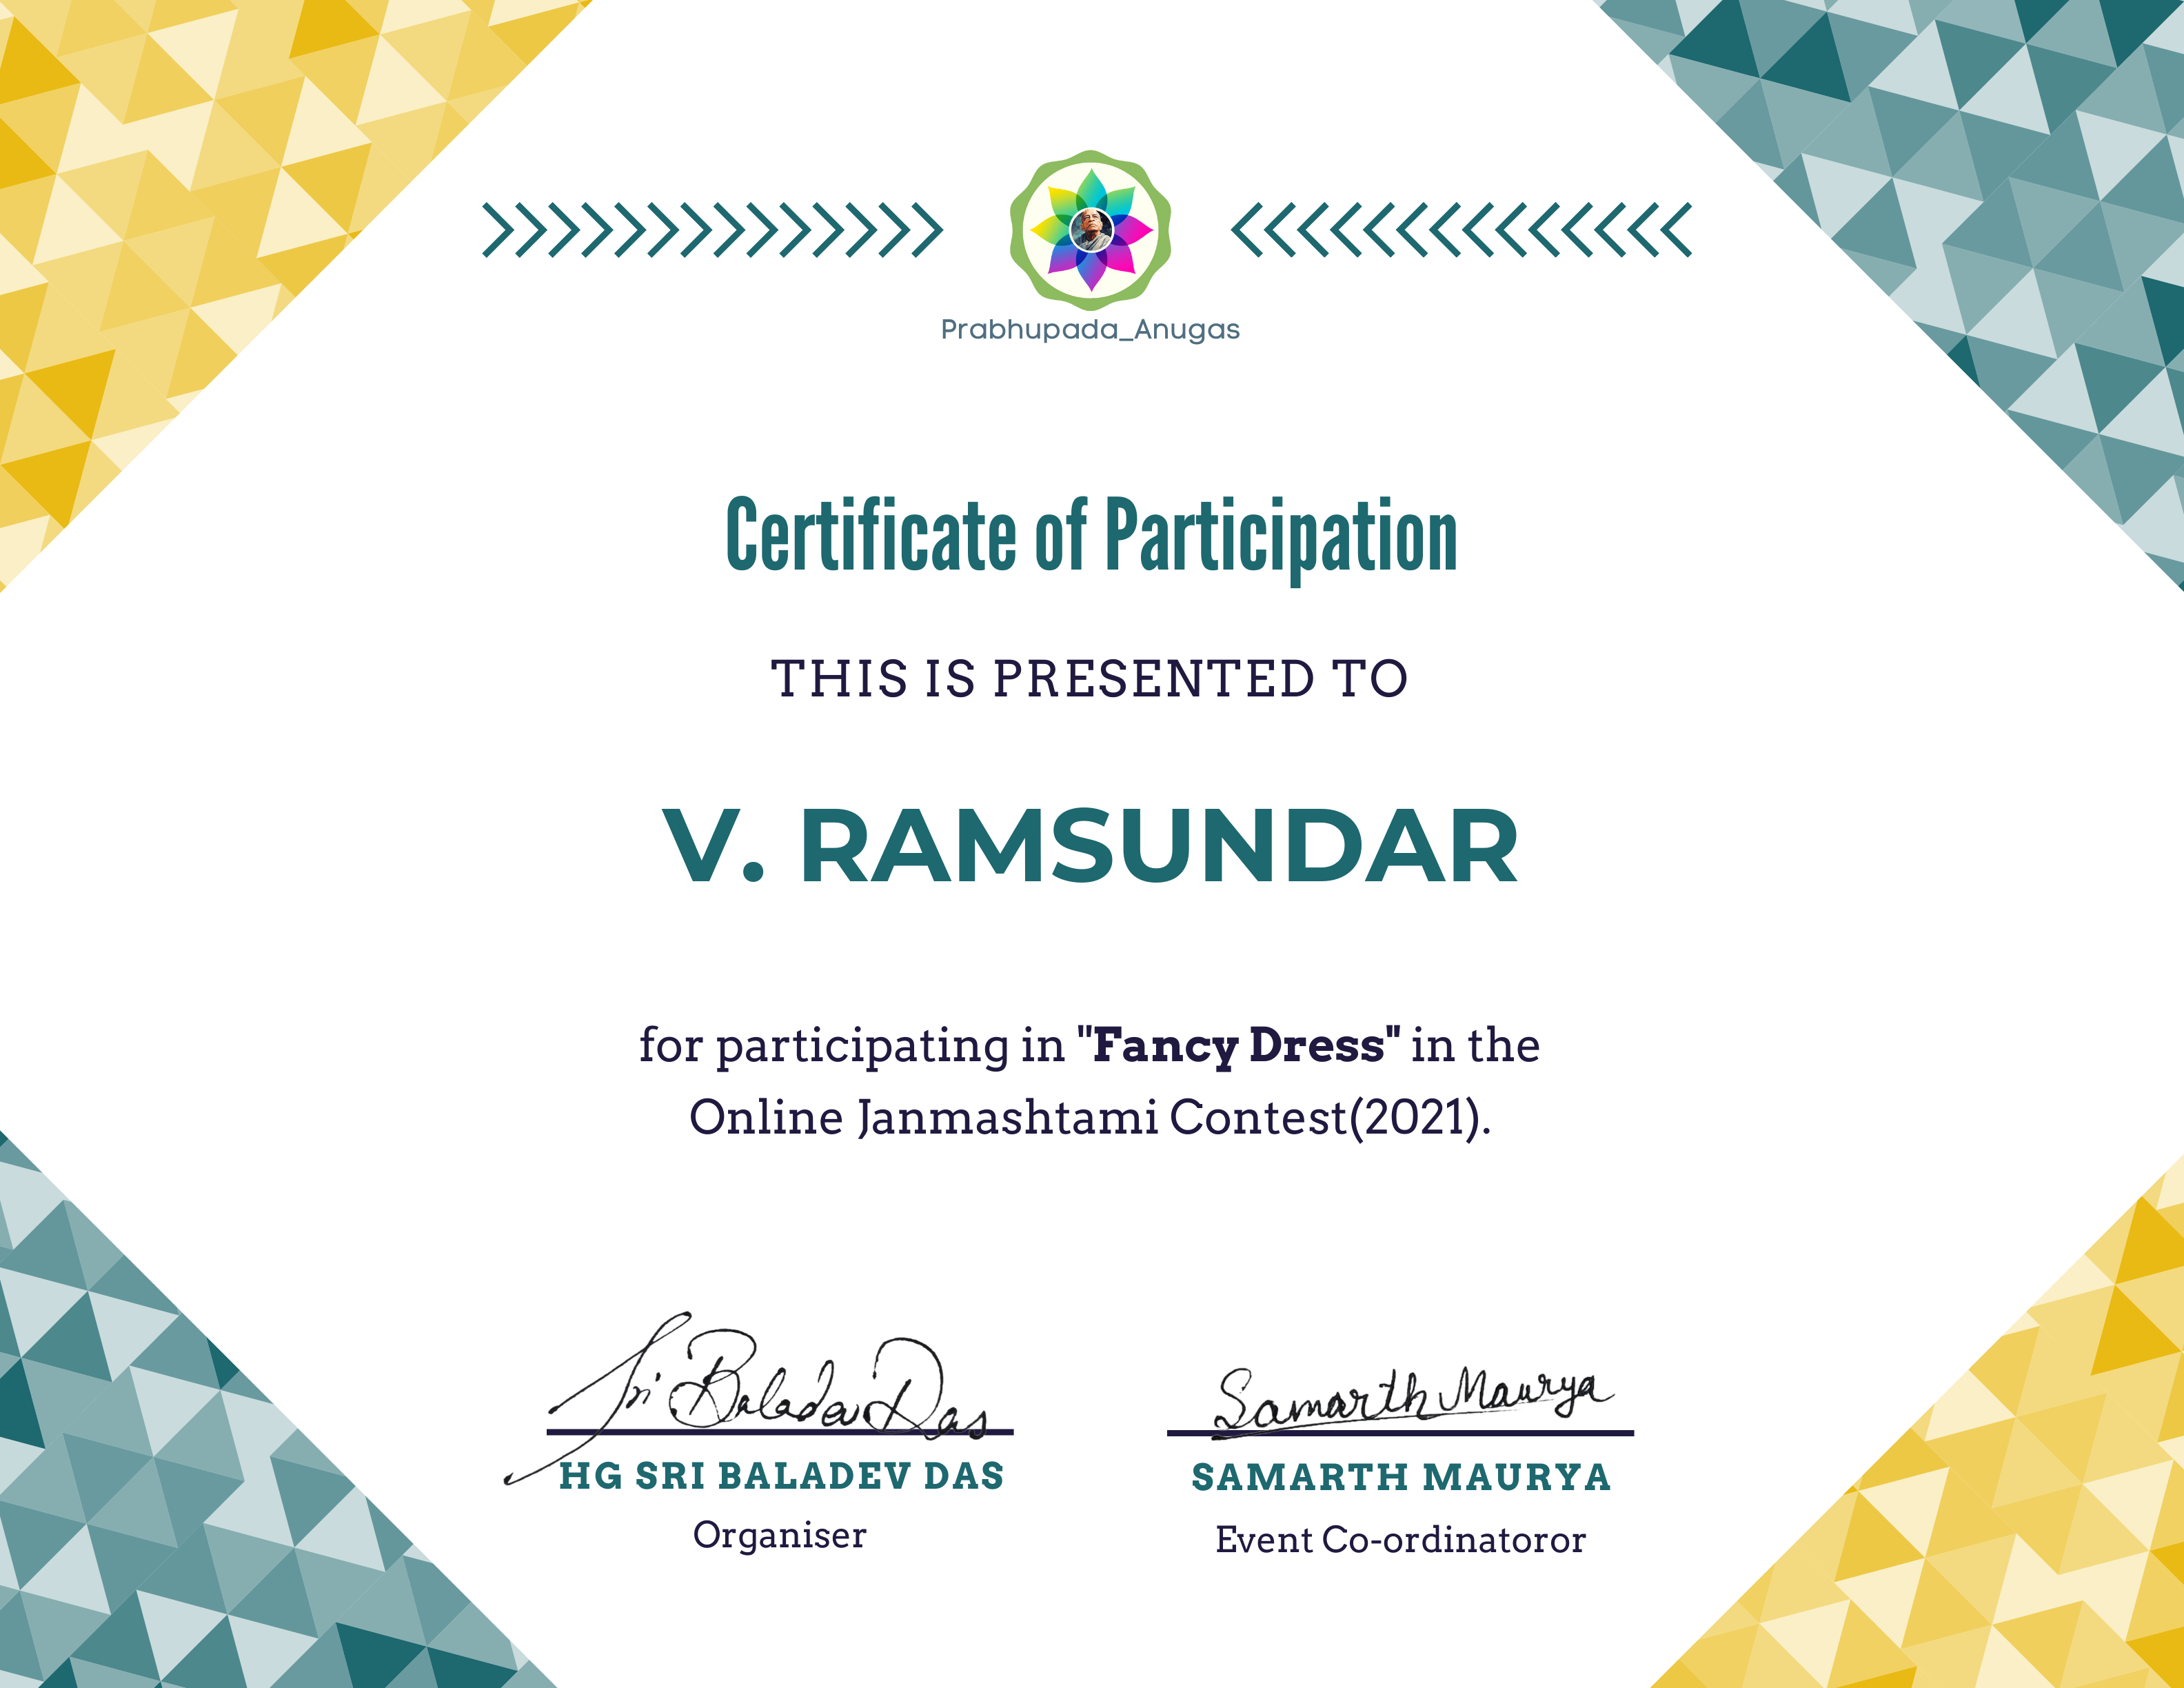 Prabhupada_Anugas
Certificate of Participation
THIS IS PRESENTED TO
V. RAMSUNDAR
for participating in "Fancy Dress" in the
Online Janmashtami Contest(2021).
Sri Baladev Das
Samarth Maurya
HG SRI BALADEV DAS
SAMARTH MAURYA
Organiser
Event Co-ordinatoror